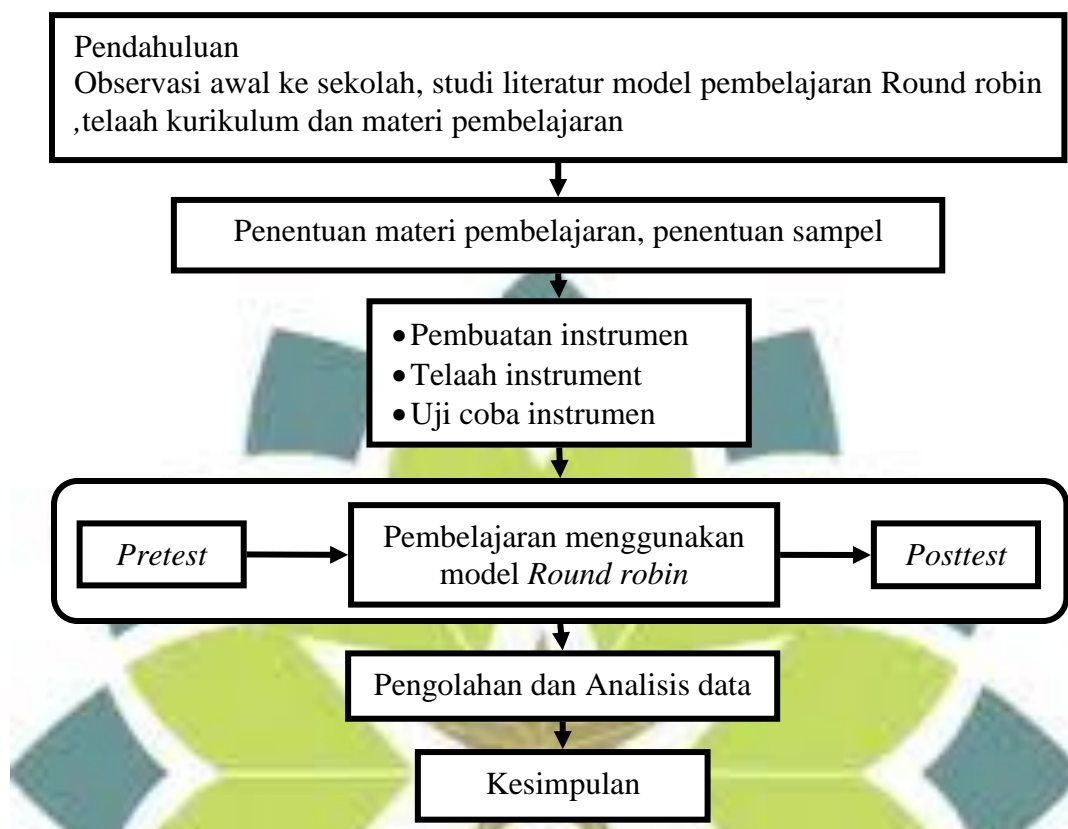 Pendahuluan
Observasi awal ke sekolah, studi literatur model pembelajaran Round robin
,telaah kurikulum dan materi pembelajaran
Penentuan materi pembelajaran, penentuan sampel
•Pembuatan instrumen
•Telaah instrument
•Uji coba instrumen
Pretest
Pembelajaran menggunakan
model Round robin
Posttest
Pengolahan dan Analisis data
Kesimpulan